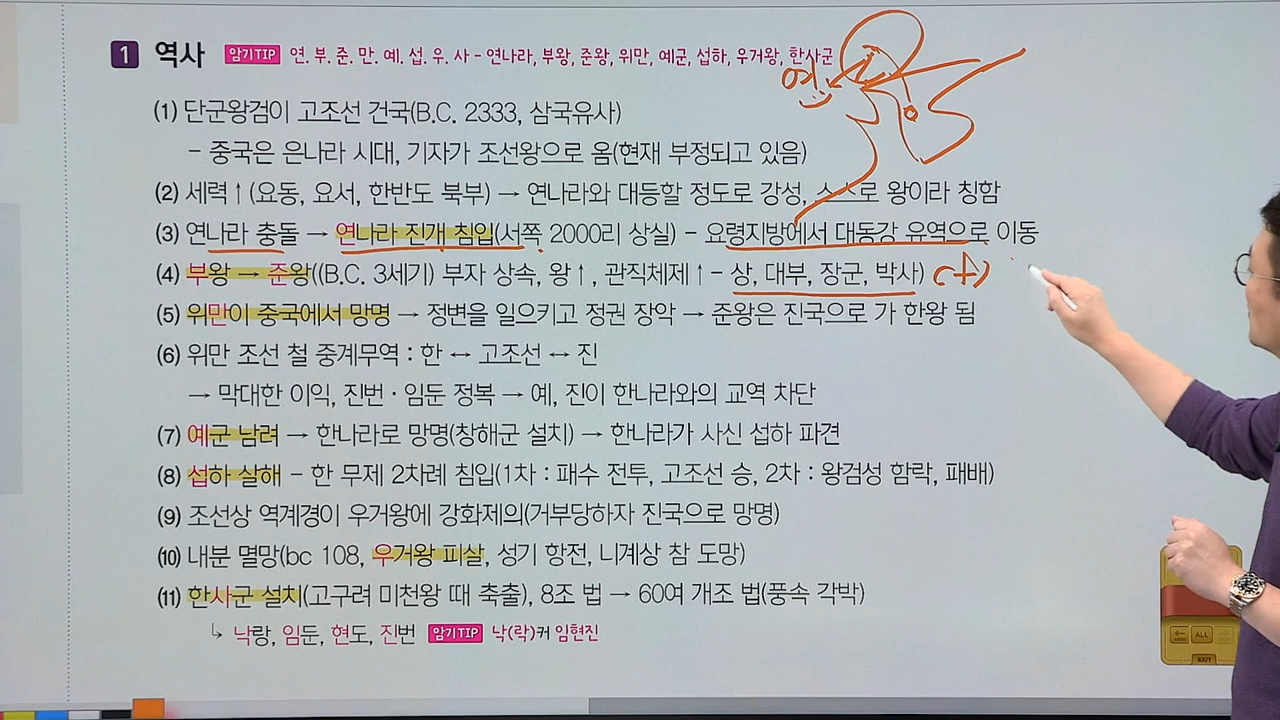 1 역사 암기TIP 연. 부. 준. 만. 예. 섭. 우. 사 – 연나라, 부왕, 준왕, 위만, 예군, 섭하, 우거왕, 한사군
연
(1) 단군왕검이 고조선 건국(B.C. 2333, 삼국유사)
– 중국은 은나라 시대, 기자가 조선왕으로 옴(현재 부정되고 있음)
(2) 세력↑(요동, 요서, 한반도 북부) → 연나라와 대등할 정도로 강성, 스스로 왕이라 칭함
(3) 연나라 충돌 → 연나라 진개 침입(서쪽 2000리 상실) – 요령지방에서 대동강 유역으로 이동
(4) 부왕 → 준왕((B.C. 3세기) 부자 상속, 왕↑, 관직체제↑– 상, 대부, 장군, 박사) (+)
(5) 위만이 중국에서 망명 → 정변을 일으키고 정권 장악 → 준왕은 진국으로 가 한왕 됨
(6) 위만 조선 철 중계무역 : 한 ↔ 고조선 ↔ 진
→ 막대한 이익, 진번 · 임둔 정복 → 예, 진이 한나라와의 교역 차단
(7) 예군 남려 → 한나라로 망명(창해군 설치) → 한나라가 사신 섭하 파견
(8) 섭하 살해 – 한 무제 2차례 침입(1차 : 패수 전투, 고조선 승, 2차 : 왕검성 함락, 패배)
(9) 조선상 역계경이 우거왕에 강화제의(거부당하자 진국으로 망명)
(10) 내분 멸망(bc 108, 우거왕 피살, 성기 항전, 니계상 참 도망)
(11) 한사군 설치(고구려 미천왕 때 축출), 8조 법 → 60여 개조 법(풍속 각박)
↳ 낙랑, 임둔, 현도, 진번 암기TIP 낙(락)커 임현진
ALL
EXIT